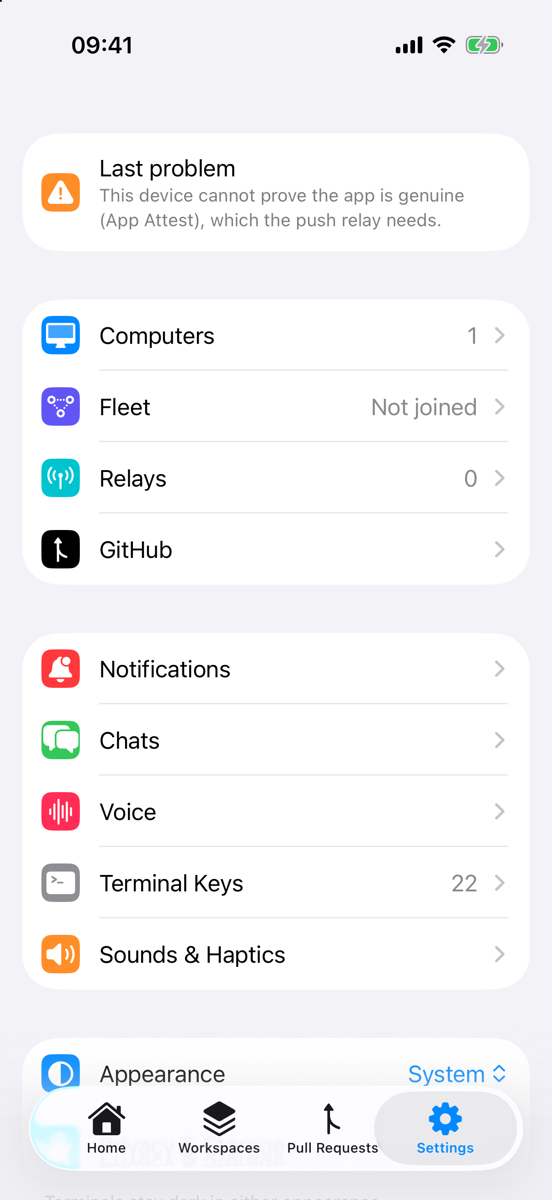 09:41
Last problem
This device cannot prove the app is genuine
(App Attest), which the push relay needs.
Computers 1
Fleet Not joined
Relays 0
GitHub
Notifications
Chats
Voice
Terminal Keys 22
Sounds & Haptics
Appearance System
Home Workspaces Pull Requests Settings